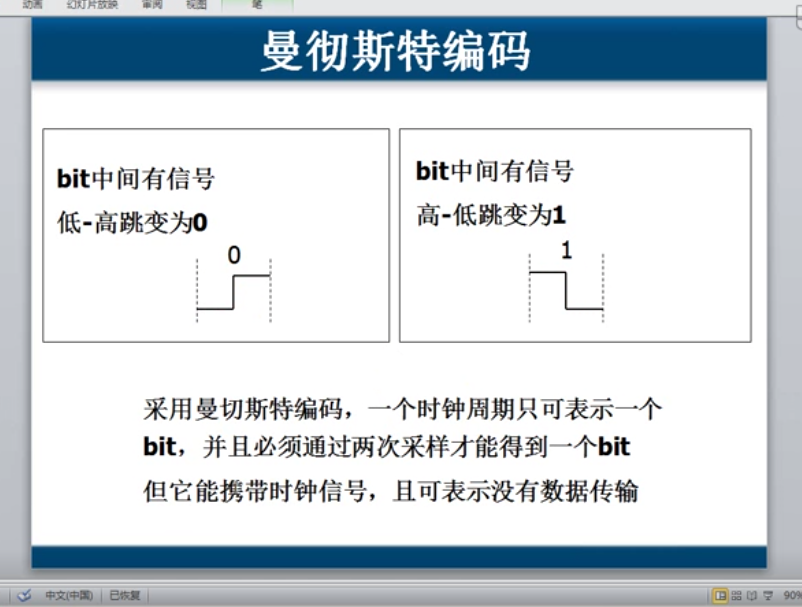 动画 幻灯片放映 审阅 视图 笔
曼彻斯特编码
bit中间有信号
低-高跳变为0
0
bit中间有信号
高-低跳变为1
1
采用曼切斯特编码，一个时钟周期只可表示一个
bit，并且必须通过两次采样才能得到一个bit
但它能携带时钟信号，且可表示没有数据传输
中文(中国) 已恢复 90%